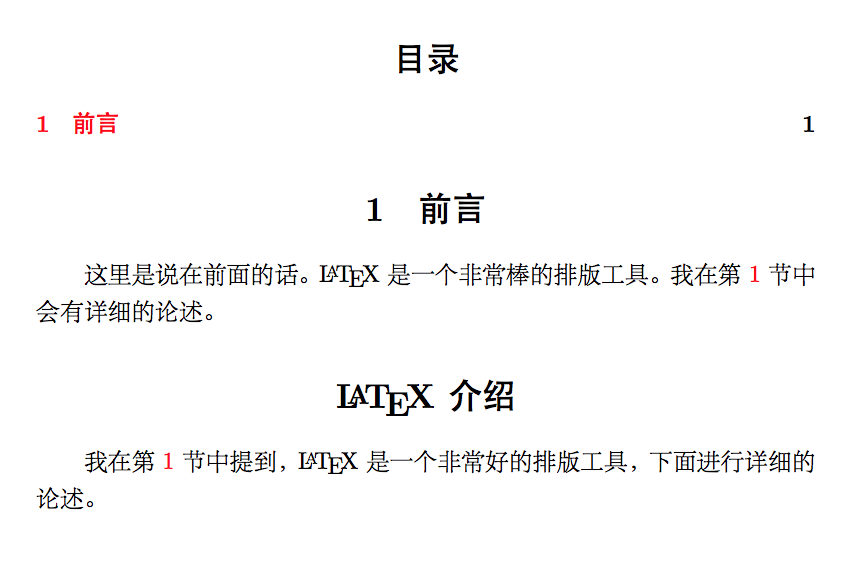 目录
1 前言 1
1 前言
这里是说在前面的话。LATEX 是一个非常棒的排版工具。我在第 1 节中
会有详细的论述。
LATEX 介绍
我在第 1 节中提到，LATEX 是一个非常好的排版工具，下面进行详细的
论述。